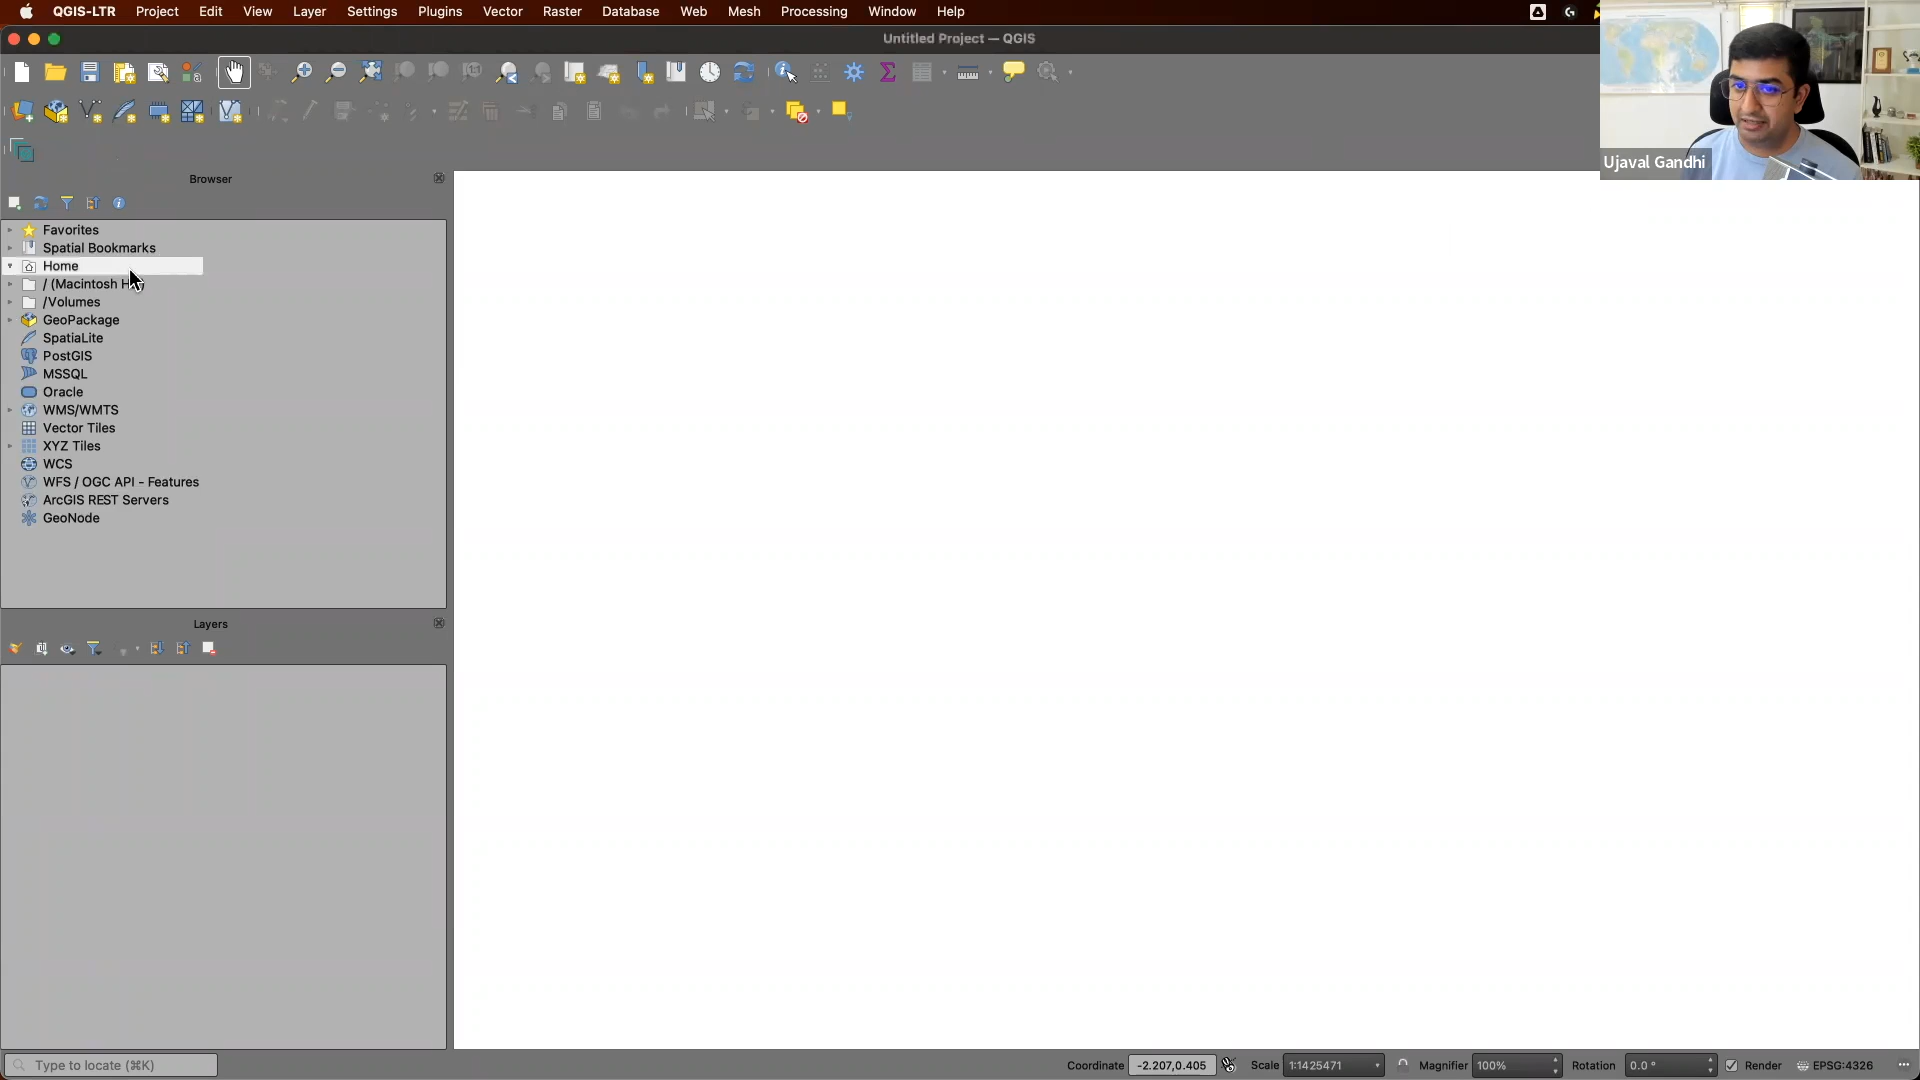 QGIS-LTR Project Edit View Layer Settings Plugins Vector Raster Database Web Mesh Processing Window Help
Untitled Project — QGIS
Ujaval Gandhi
Browser
Favorites
Spatial Bookmarks
Home
/ (Macintosh H
/Volumes
GeoPackage
SpatiaLite
PostGIS
MSSQL
Oracle
WMS/WMTS
Vector Tiles
XYZ Tiles
WCS
WFS / OGC API - Features
ArcGIS REST Servers
GeoNode
Layers
Type to locate (⌘K) Coordinate -2.207,0.405 Scale 1:1425471 Magnifier 100% Rotation 0.0 ° Render EPSG:4326